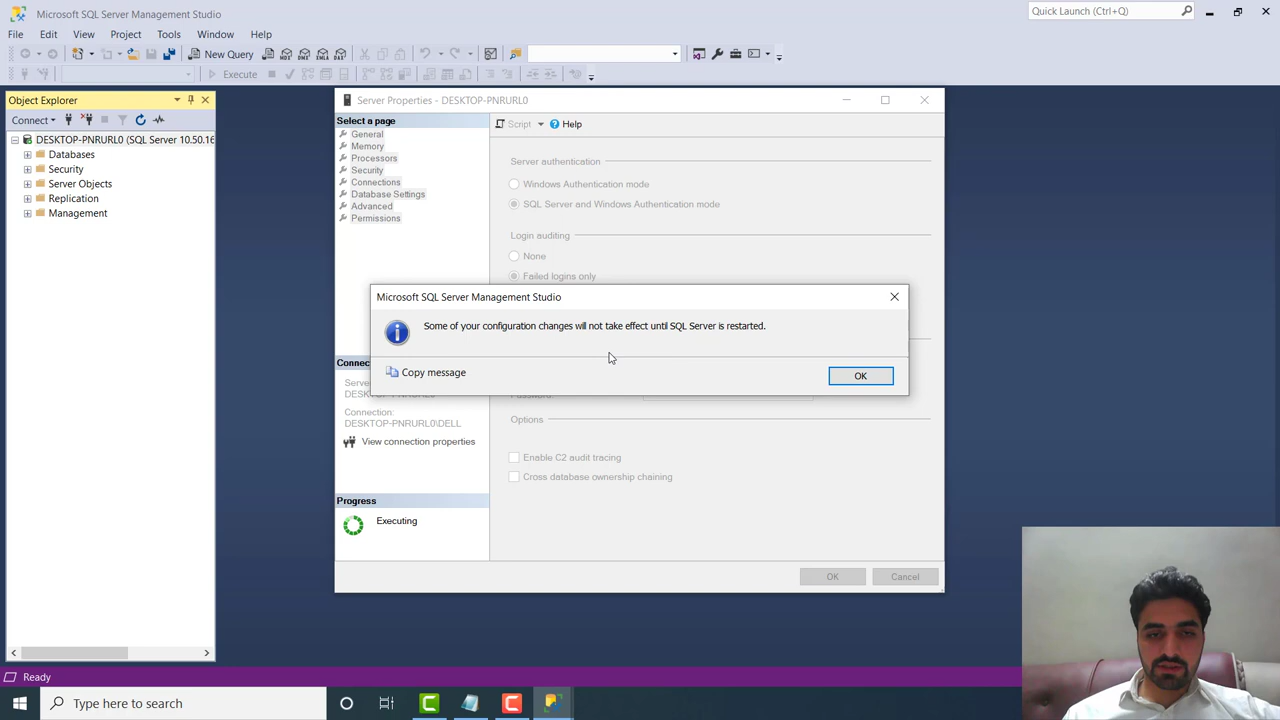 Microsoft SQL Server Management Studio
Quick Launch (Ctrl+Q)
File Edit View Project Tools Window Help
New Query
MDX DMX XMLA DAX
Execute
Object Explorer
Connect
DESKTOP-PNRURL0 (SQL Server 10.50.16
Databases
Security
Server Objects
Replication
Management
Server Properties - DESKTOP-PNRURL0
Select a page
General
Memory
Processors
Security
Connections
Database Settings
Advanced
Permissions
Script
Help
Server authentication
Windows Authentication mode
SQL Server and Windows Authentication mode
Login auditing
None
Failed logins only
Microsoft SQL Server Management Studio
Some of your configuration changes will not take effect until SQL Server is restarted.
Copy message
OK
Connec
Serve
Connection:
DESKTOP-PNRURL0\DELL
View connection properties
Options
Enable C2 audit tracing
Cross database ownership chaining
Progress
Executing
OK
Cancel
Ready
Type here to search